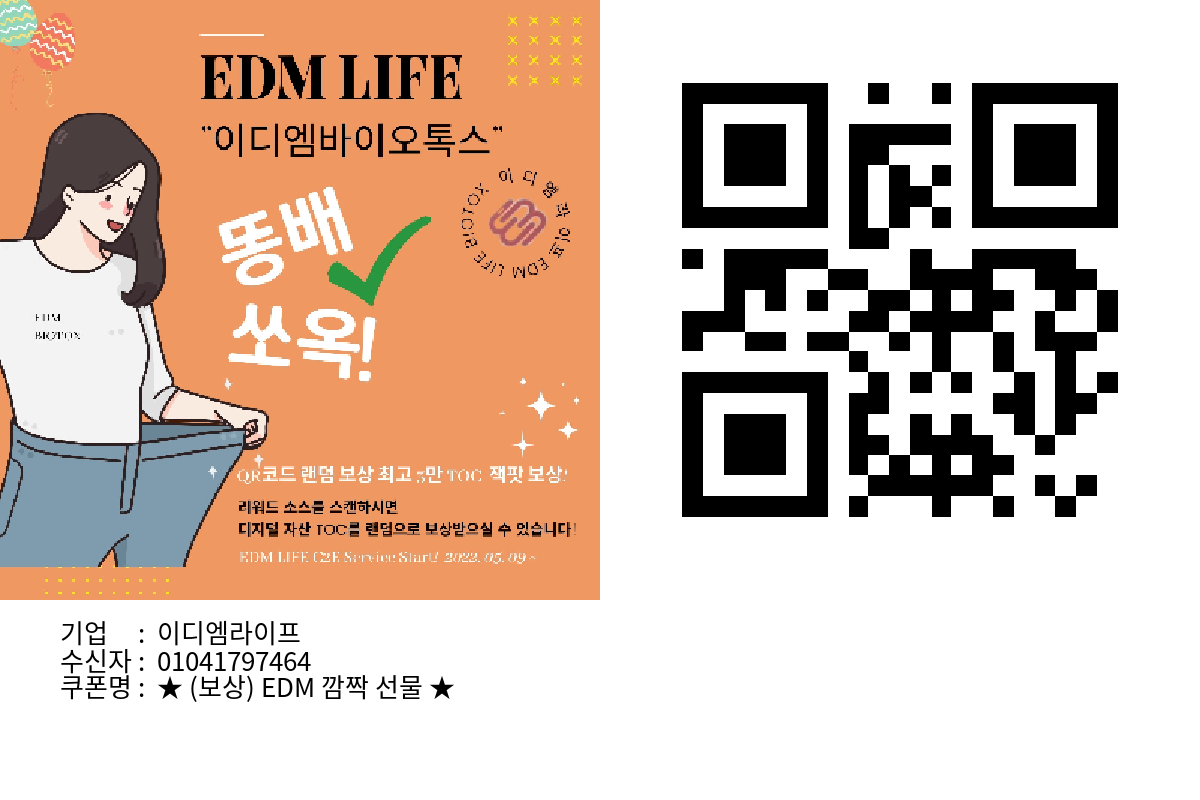 EDM LIFE
"이디엠바이오톡스"
이 디 엠 라 이 프 EDM LIFE BIOTOX
똥배
쏘옥!
EDM
BIOTOX
QR코드 랜덤 보상 최고 5만 TOC 잭팟 보상!
리워드 소스를 스캔하시면
디지털 자산 TOC를 랜덤으로 보상받으실 수 있습니다!
EDM LIFE C2E Service Start! 2022. 05. 09 ~
기업 : 이디엠라이프
수신자 : 01041797464
쿠폰명 : ★ (보상) EDM 깜짝 선물 ★